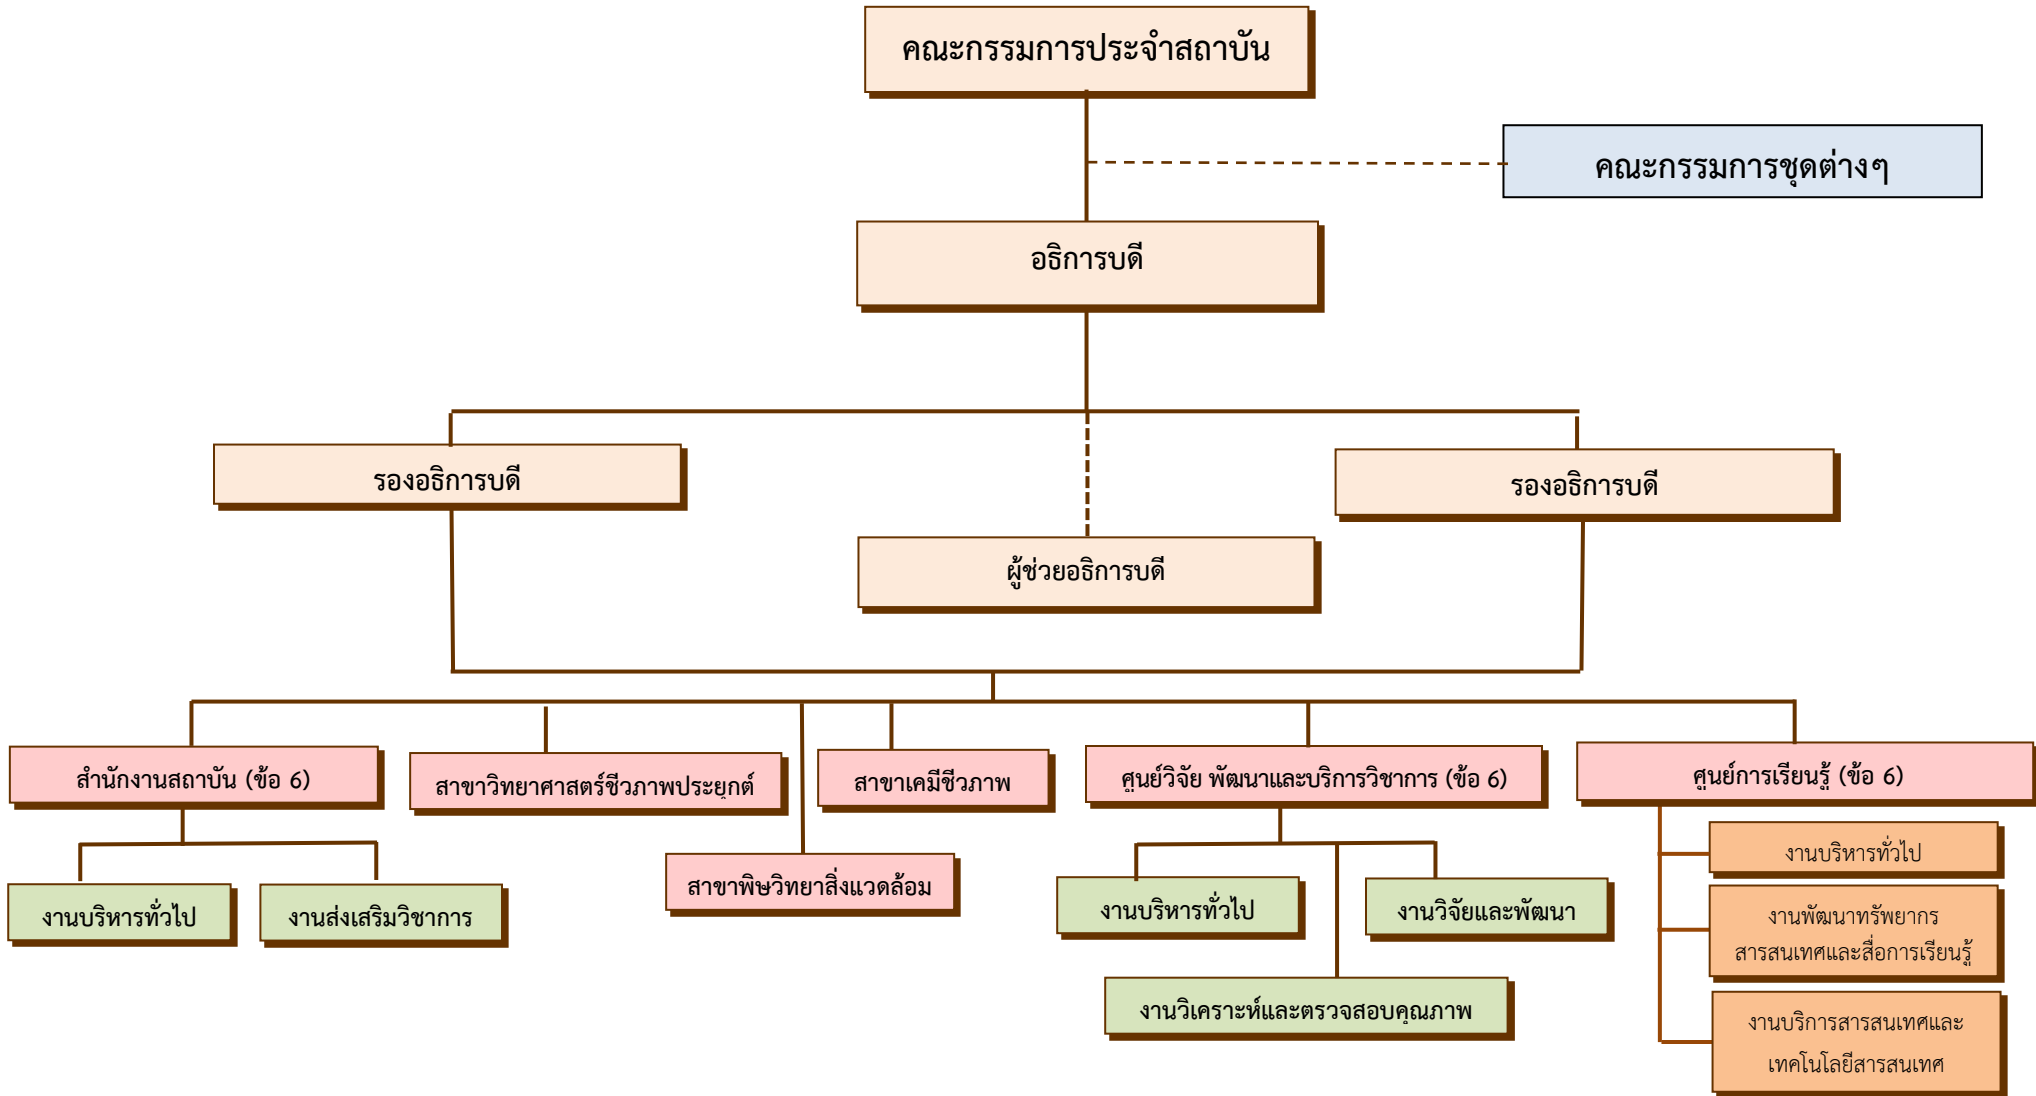 คณะกรรมการประจำสถาบัน
คณะกรรมการชุดต่างๆ
อธิการบดี
รองอธิการบดี
รองอธิการบดี
ผู้ช่วยอธิการบดี
สำนักงานสถาบัน (ข้อ 6)
สาขาวิทยาศาสตร์ชีวภาพประยุกต์
สาขาเคมีชีวภาพ
ศูนย์วิจัย พัฒนาและบริการวิชาการ (ข้อ 6)
ศูนย์การเรียนรู้ (ข้อ 6)
สาขาพิษวิทยาสิ่งแวดล้อม
งานบริหารทั่วไป
งานส่งเสริมวิชาการ
งานบริหารทั่วไป
งานวิจัยและพัฒนา
งานวิเคราะห์และตรวจสอบคุณภาพ
งานบริหารทั่วไป
งานพัฒนาทรัพยากร
สารสนเทศและสื่อการเรียนรู้
งานบริการสารสนเทศและ
เทคโนโลยีสารสนเทศ